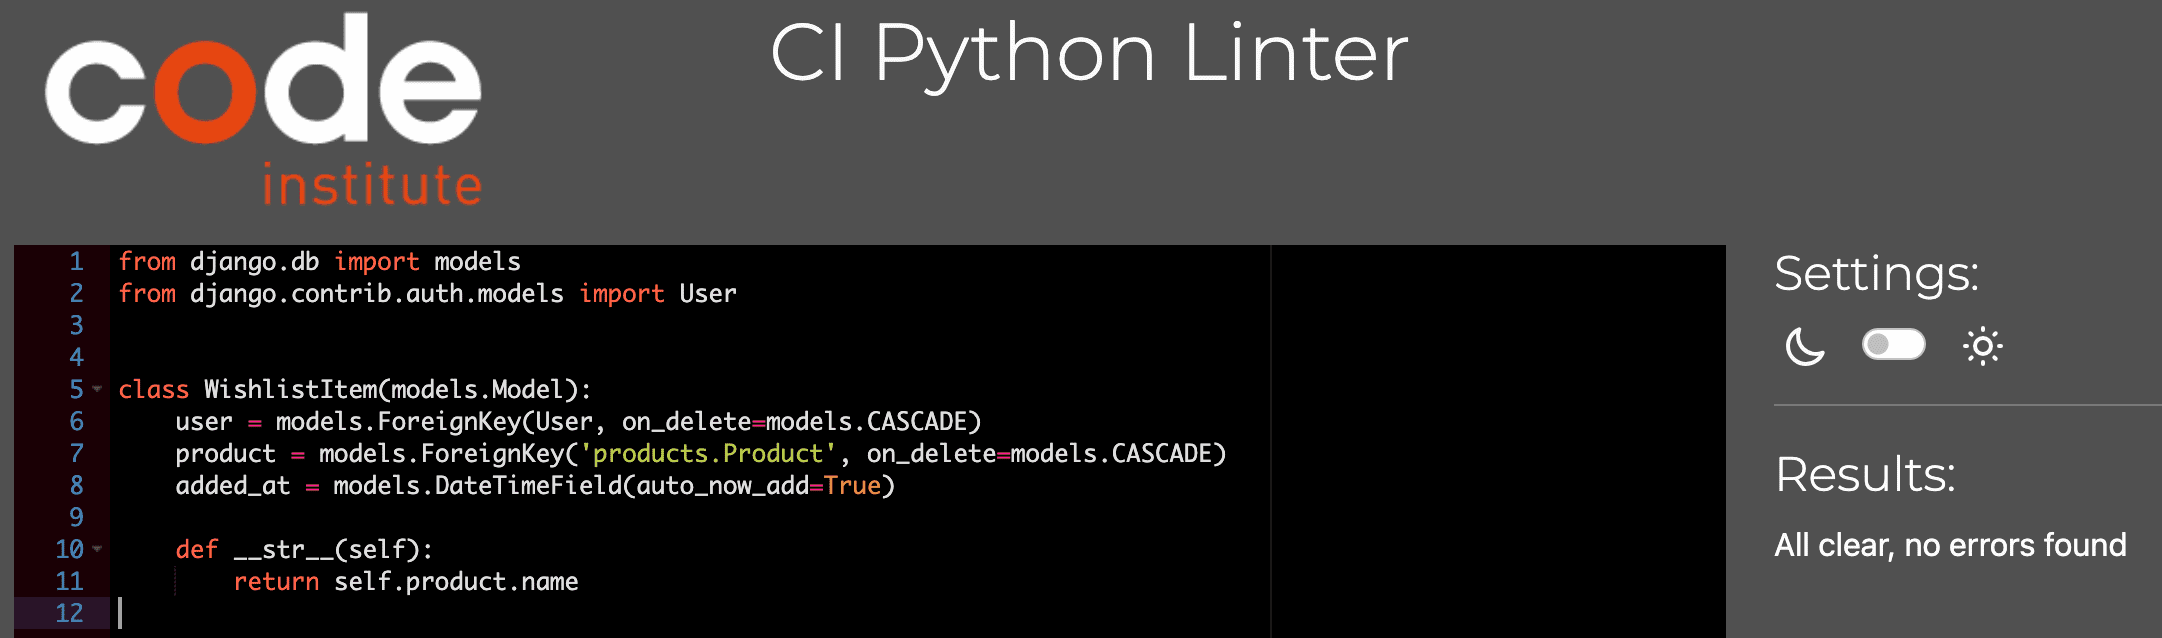 code
institute
CI Python Linter
1 from django.db import models
2 from django.contrib.auth.models import User
3
4
5 class WishlistItem(models.Model):
6     user = models.ForeignKey(User, on_delete=models.CASCADE)
7     product = models.ForeignKey('products.Product', on_delete=models.CASCADE)
8     added_at = models.DateTimeField(auto_now_add=True)
9
10     def __str__(self):
11         return self.product.name
12
Settings:
Results:
All clear, no errors found